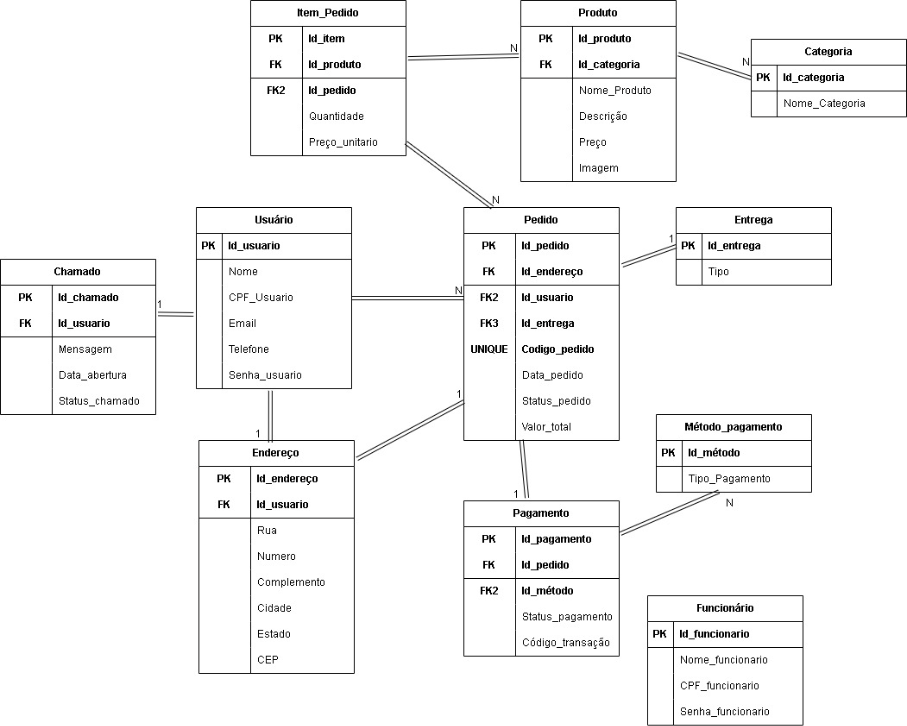 Item_Pedido
PK Id_item
FK Id_produto
FK2 Id_pedido
Quantidade
Preço_unitario
N
Produto
PK Id_produto
FK Id_categoria
Nome_Produto
Descrição
Preço
Imagem
N
Categoria
PK Id_categoria
Nome_Categoria
N
Chamado
PK Id_chamado
FK Id_usuario
Mensagem
Data_abertura
Status_chamado
1
Usuário
PK Id_usuario
Nome
CPF_Usuario
Email
Telefone
Senha_usuario
N
Pedido
PK Id_pedido
FK Id_endereço
FK2 Id_usuario
FK3 Id_entrega
UNIQUE Codigo_pedido
Data_pedido
Status_pedido
Valor_total
1
Entrega
PK Id_entrega
Tipo
1
1
Endereço
PK Id_endereço
FK Id_usuario
Rua
Numero
Complemento
Cidade
Estado
CEP
1
Pagamento
PK Id_pagamento
FK Id_pedido
FK2 Id_método
Status_pagamento
Código_transação
Método_pagamento
PK Id_método
Tipo_Pagamento
N
Funcionário
PK Id_funcionario
Nome_funcionario
CPF_funcionario
Senha_funcionario